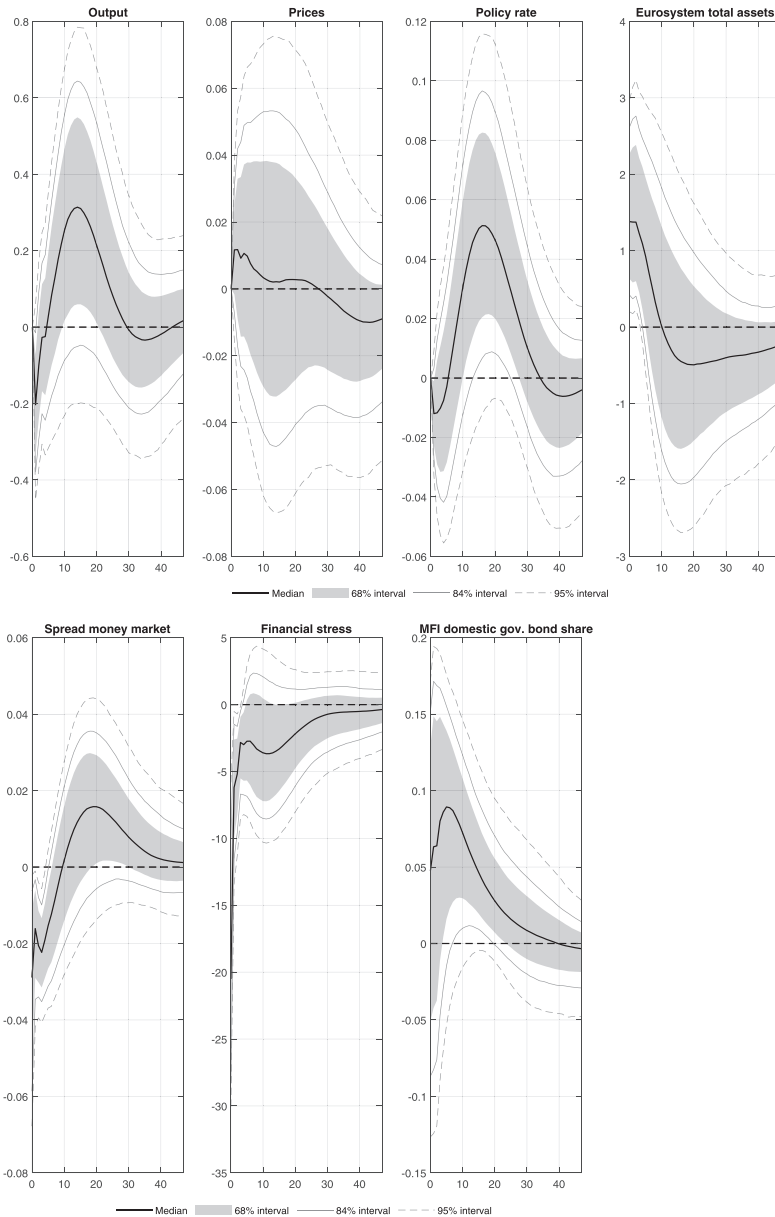 Output Prices Policy rate Eurosystem total assets
0.8 0.08 0.12 4
0.6 0.06 0.1 3
0.4 0.04 0.08 2
0.2 0.02 0.06 1
0 0 0.04 0
-0.2 -0.02 0.02 -1
-0.4 -0.04 0 -2
-0.6 -0.06 -0.02 -3
-0.08 -0.04
-0.06
0 10 20 30 40 0 10 20 30 40 0 10 20 30 40 0 10 20 30 40
Median 68% interval 84% interval 95% interval
Spread money market Financial stress MFI domestic gov. bond share
0.06 5 0.2
0.04 0 0.15
0.02 -5 0.1
0 -10 0.05
-0.02 -15 0
-0.04 -20 -0.05
-0.06 -25 -0.1
-0.08 -30 -0.15
-35
0 10 20 30 40 0 10 20 30 40 0 10 20 30 40
Median 68% interval 84% interval 95% interval